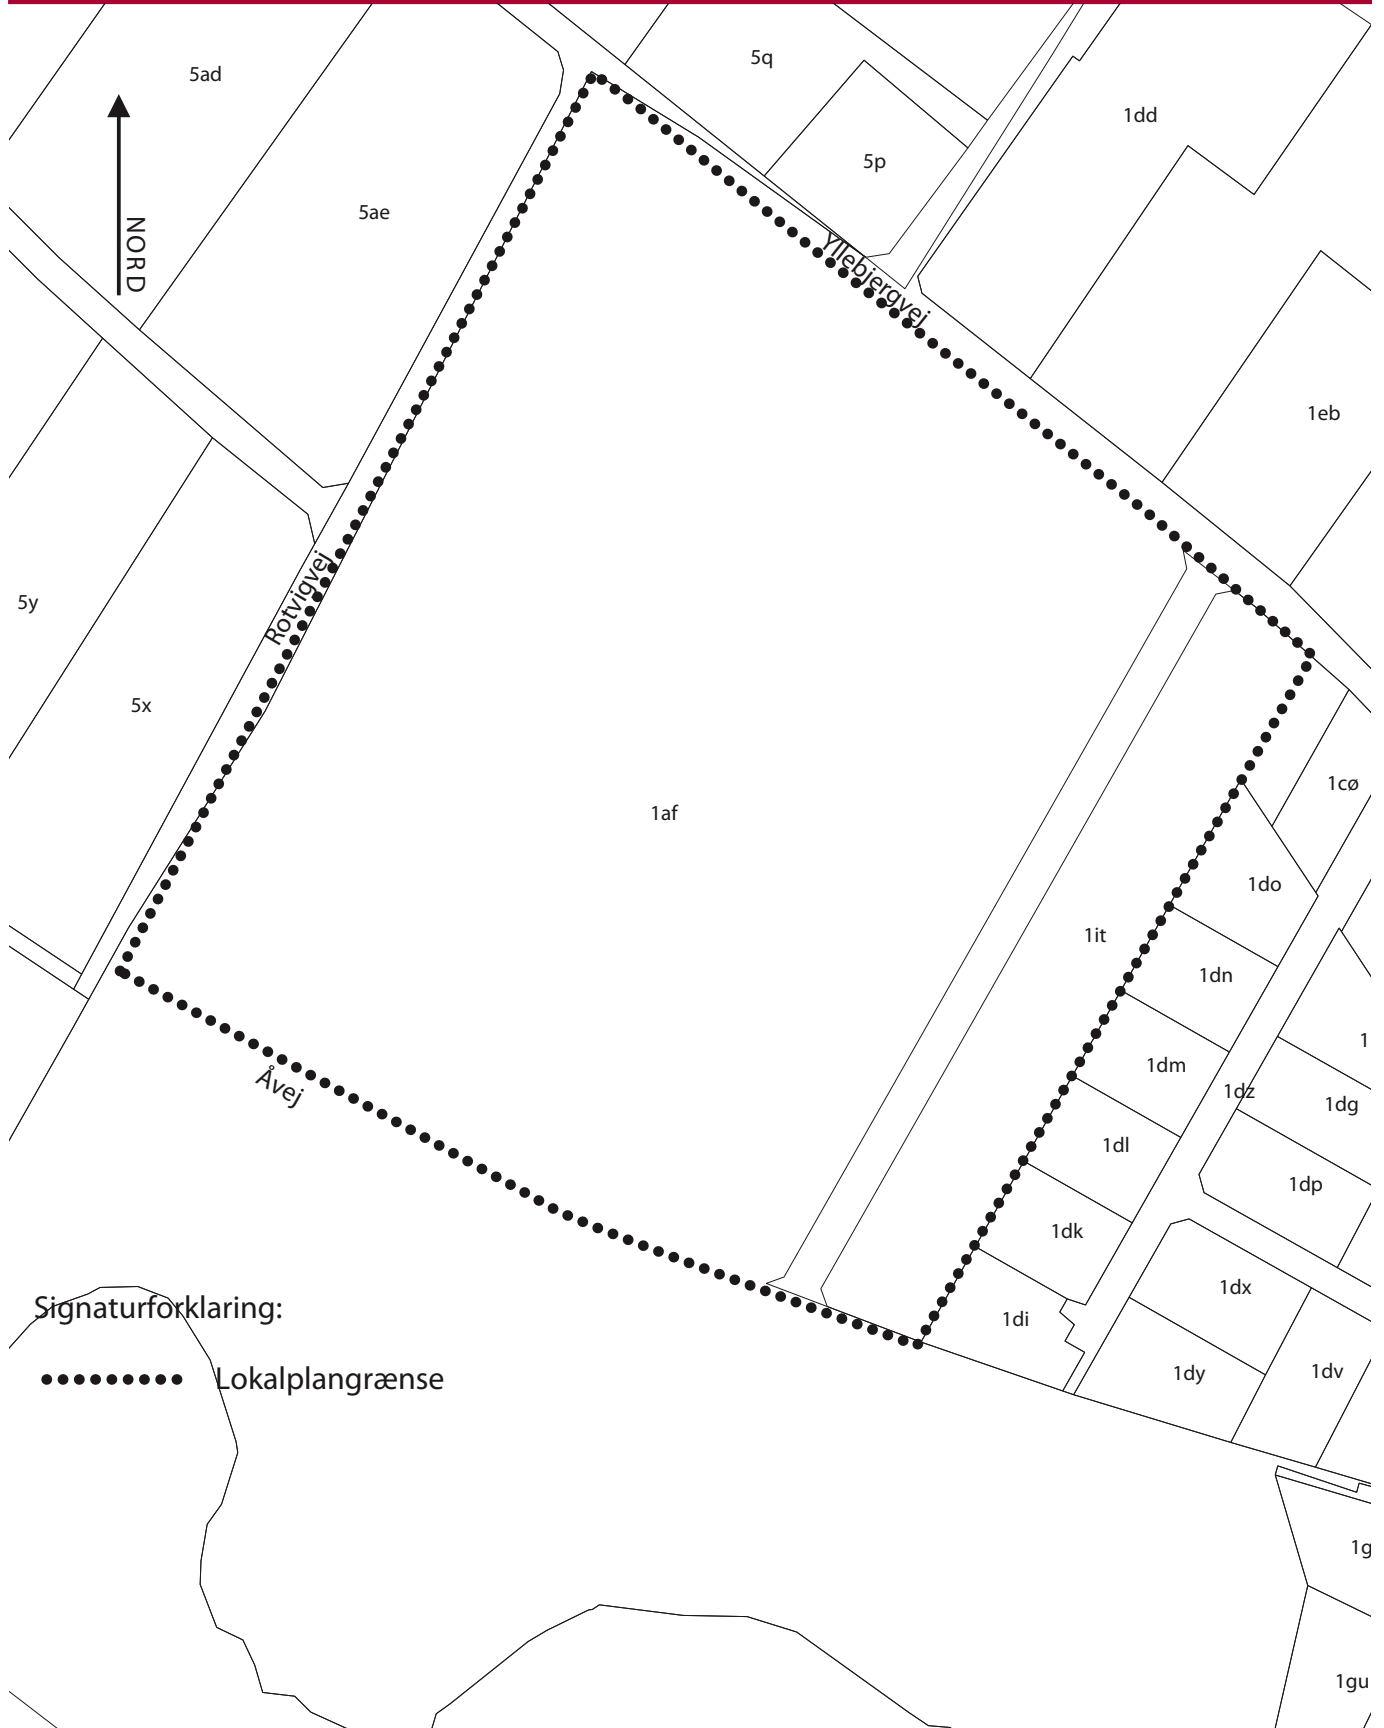 5ad
5q
1dd
5p
5ae
NORD
Yllebjergvej
1eb
Rotvigvej
5y
5x
1cø
1af
1do
1it
1dn
1
1dm
1dz
1dg
Åvej
1dl
1dp
1dk
1dx
Signaturforklaring:
1di
1dv
1dy
Lokalplangrænse
1g
1gu